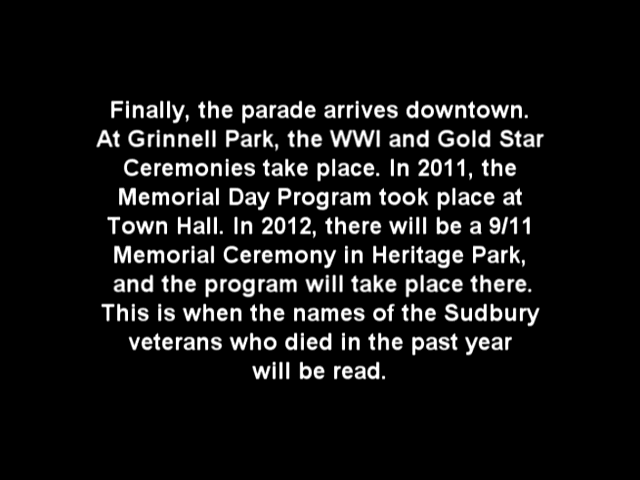 Finally, the parade arrives downtown.
At Grinnell Park, the WWI and Gold Star
Ceremonies take place. In 2011, the
Memorial Day Program took place at
Town Hall. In 2012, there will be a 9/11
Memorial Ceremony in Heritage Park,
and the program will take place there.
This is when the names of the Sudbury
veterans who died in the past year
will be read.